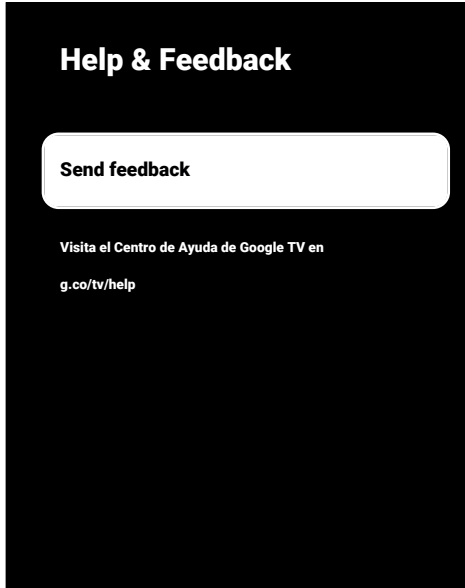 Help & Feedback
Send feedback
Visita el Centro de Ayuda de Google TV en
g.co/tv/help